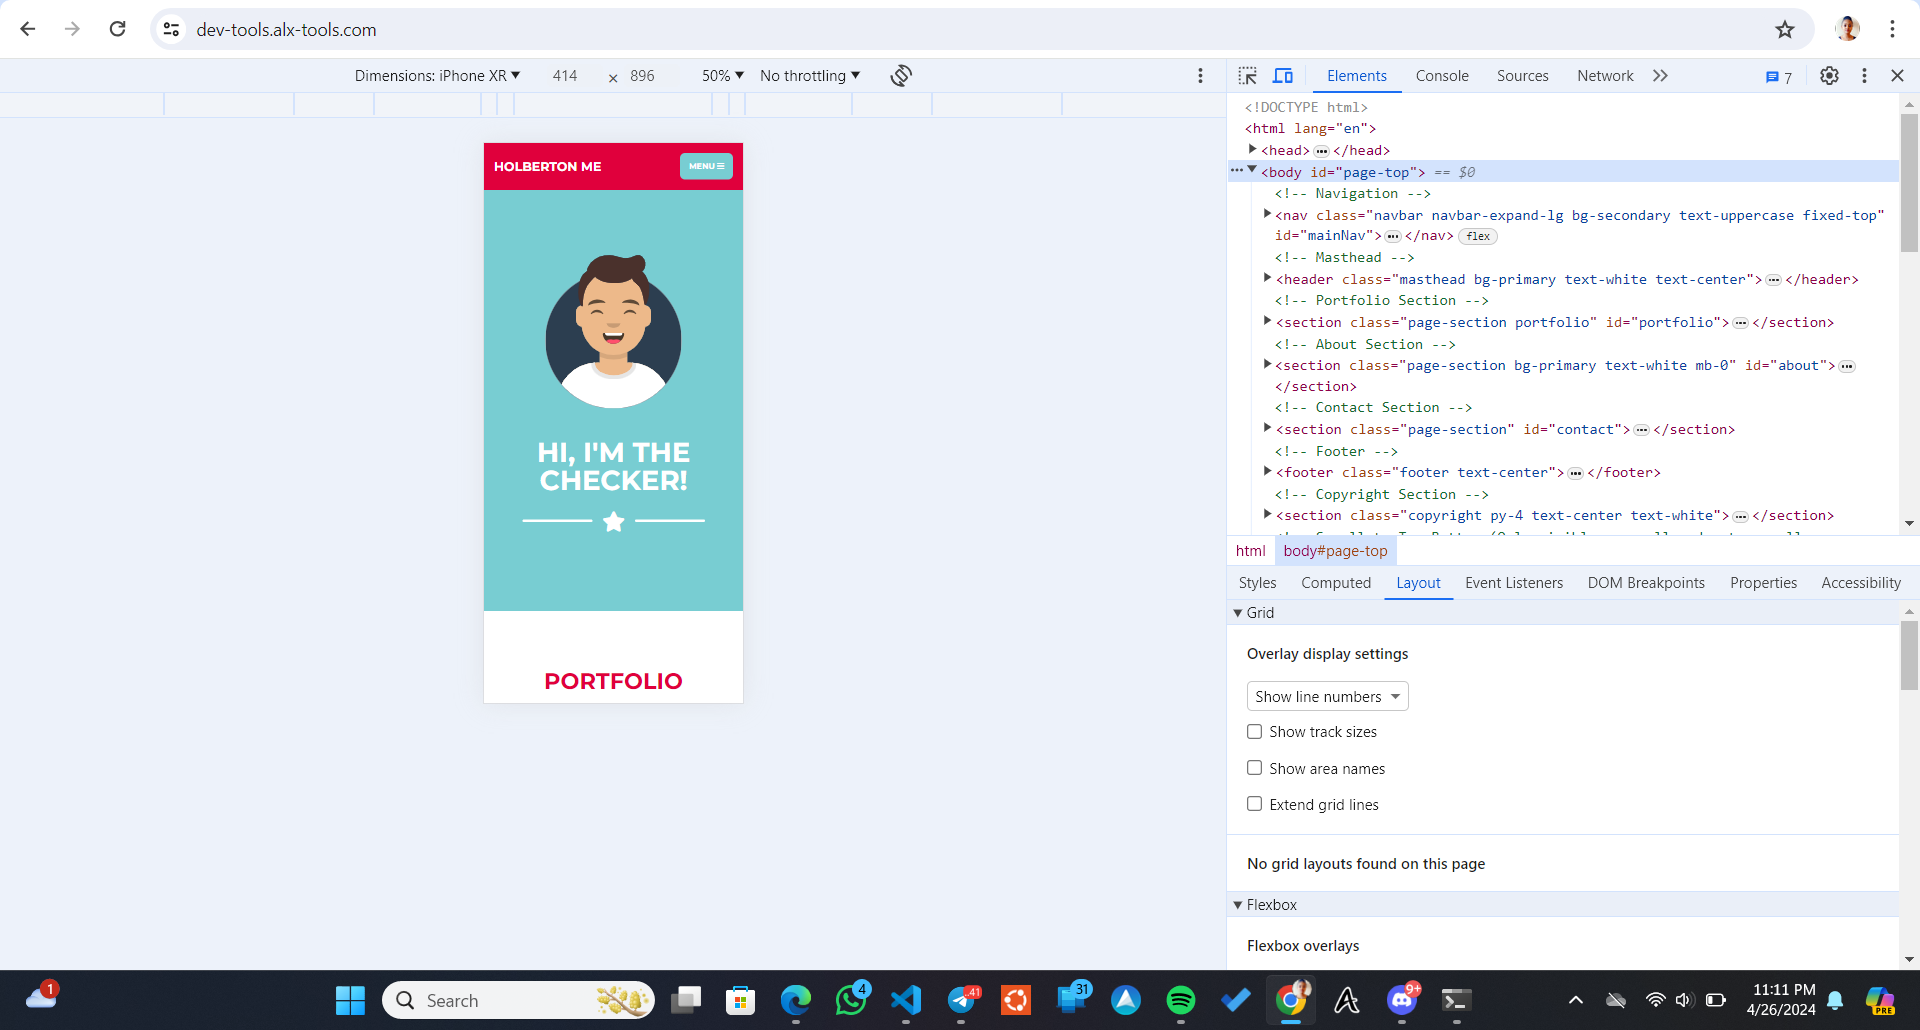 dev-tools.alx-tools.com
Dimensions: iPhone XR ▼ 414 × 896 50% ▼ No throttling ▼
Elements Console Sources Network 7
HOLBERTON ME
MENU
HI, I'M THE
CHECKER!
PORTFOLIO
<!DOCTYPE html>
<html lang="en">
<head> ••• </head>
••• <body id="page-top"> == $0
<!-- Navigation -->
<nav class="navbar navbar-expand-lg bg-secondary text-uppercase fixed-top"
id="mainNav"> ••• </nav> flex
<!-- Masthead -->
<header class="masthead bg-primary text-white text-center"> ••• </header>
<!-- Portfolio Section -->
<section class="page-section portfolio" id="portfolio"> ••• </section>
<!-- About Section -->
<section class="page-section bg-primary text-white mb-0" id="about"> •••
</section>
<!-- Contact Section -->
<section class="page-section" id="contact"> ••• </section>
<!-- Footer -->
<footer class="footer text-center"> ••• </footer>
<!-- Copyright Section -->
<section class="copyright py-4 text-center text-white"> ••• </section>
html body#page-top
Styles Computed Layout Event Listeners DOM Breakpoints Properties Accessibility
▼ Grid
Overlay display settings
Show line numbers
Show track sizes
Show area names
Extend grid lines
No grid layouts found on this page
▼ Flexbox
Flexbox overlays
1
Search
4
41
31
9+
11:11 PM
4/26/2024
PRE